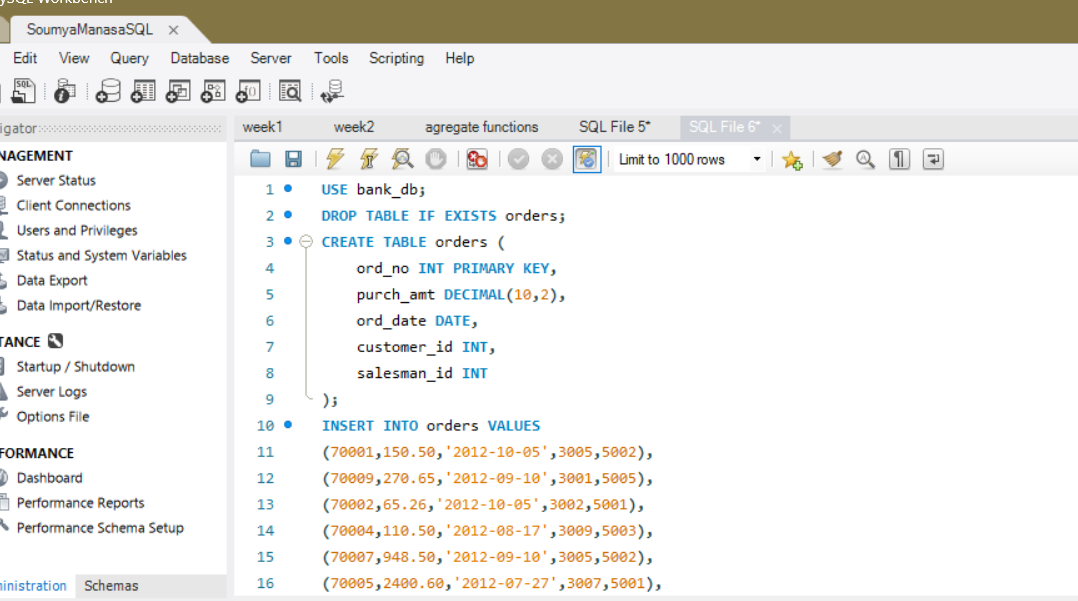 SoumyaManasaSQL
Edit View Query Database Server Tools Scripting Help
week1 week2 agregate functions SQL File 5* SQL File 6*
Limit to 1000 rows
Server Status
Client Connections
Users and Privileges
Status and System Variables
Data Export
Data Import/Restore
Startup / Shutdown
Server Logs
Options File
Dashboard
Performance Reports
Performance Schema Setup
Schemas
1 USE bank_db;
2 DROP TABLE IF EXISTS orders;
3 CREATE TABLE orders (
4 ord_no INT PRIMARY KEY,
5 purch_amt DECIMAL(10,2),
6 ord_date DATE,
7 customer_id INT,
8 salesman_id INT
9 );
10 INSERT INTO orders VALUES
11 (70001,150.50,'2012-10-05',3005,5002),
12 (70009,270.65,'2012-09-10',3001,5005),
13 (70002,65.26,'2012-10-05',3002,5001),
14 (70004,110.50,'2012-08-17',3009,5003),
15 (70007,948.50,'2012-09-10',3005,5002),
16 (70005,2400.60,'2012-07-27',3007,5001),